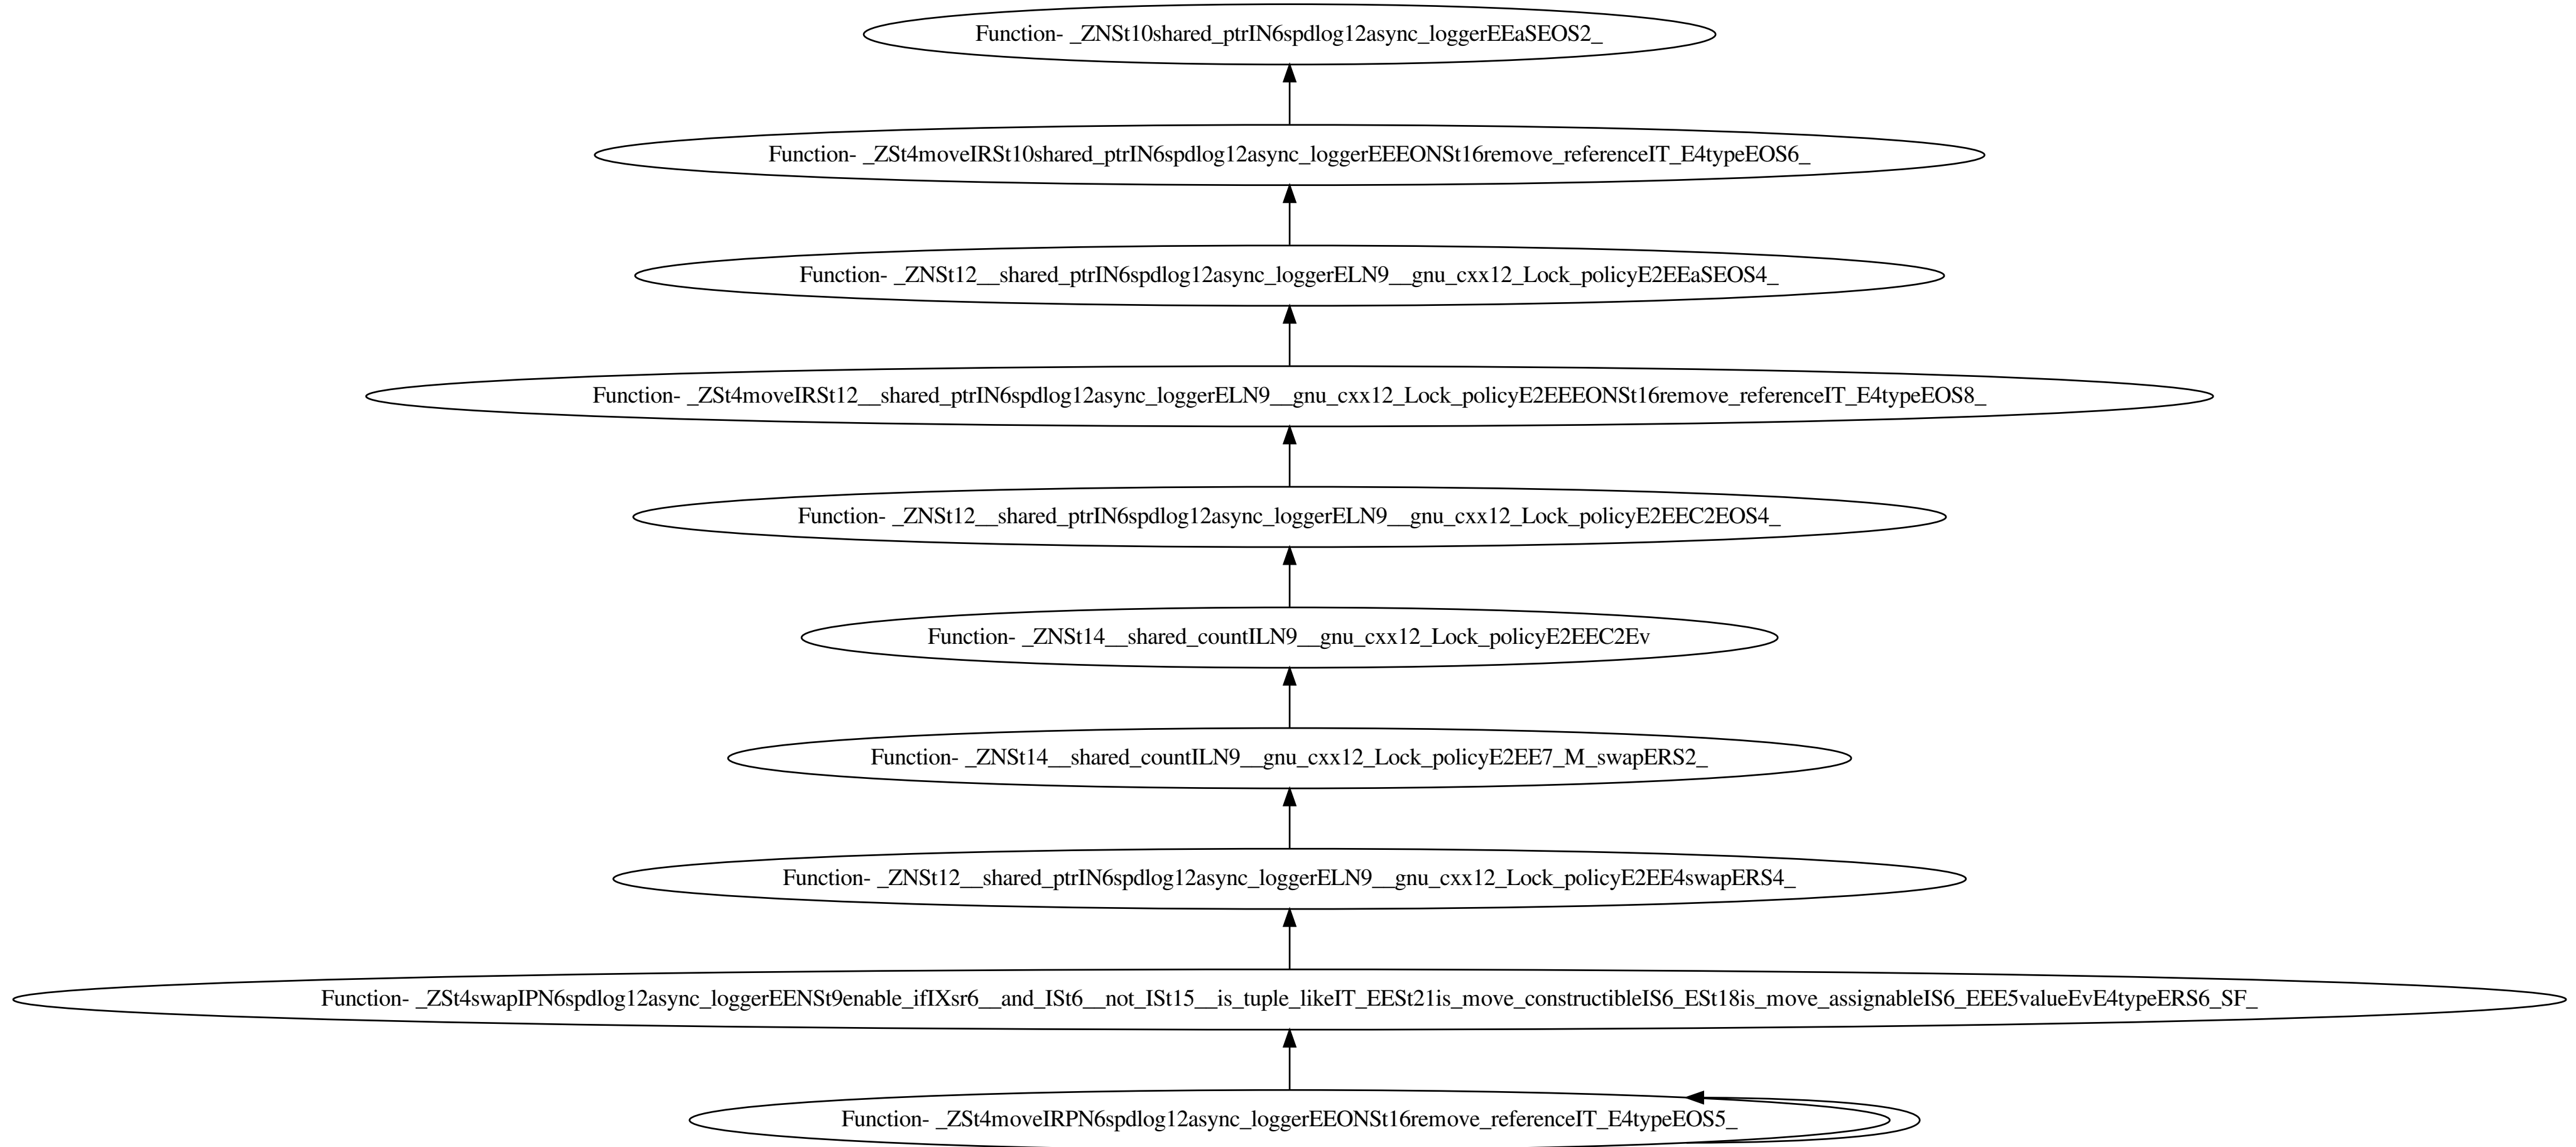 Function- _ZNSt10shared_ptrIN6spdlog12async_loggerEEaSEOS2_
Function- _ZSt4moveIRSt10shared_ptrIN6spdlog12async_loggerEEEONSt16remove_referenceIT_E4typeEOS6_
Function- _ZNSt12__shared_ptrIN6spdlog12async_loggerELN9__gnu_cxx12_Lock_policyE2EEaSEOS4_
Function- _ZSt4moveIRSt12__shared_ptrIN6spdlog12async_loggerELN9__gnu_cxx12_Lock_policyE2EEEONSt16remove_referenceIT_E4typeEOS8_
Function- _ZNSt12__shared_ptrIN6spdlog12async_loggerELN9__gnu_cxx12_Lock_policyE2EEC2EOS4_
Function- _ZNSt14__shared_countILN9__gnu_cxx12_Lock_policyE2EEC2Ev
Function- _ZNSt14__shared_countILN9__gnu_cxx12_Lock_policyE2EE7_M_swapERS2_
Function- _ZNSt12__shared_ptrIN6spdlog12async_loggerELN9__gnu_cxx12_Lock_policyE2EE4swapERS4_
Function- _ZSt4swapIPN6spdlog12async_loggerEENSt9enable_ifIXsr6__and_ISt6__not_ISt15__is_tuple_likeIT_EESt21is_move_constructibleIS6_ESt18is_move_assignableIS6_EEE5valueEvE4typeERS6_SF_
Function- _ZSt4moveIRPN6spdlog12async_loggerEEONSt16remove_referenceIT_E4typeEOS5_